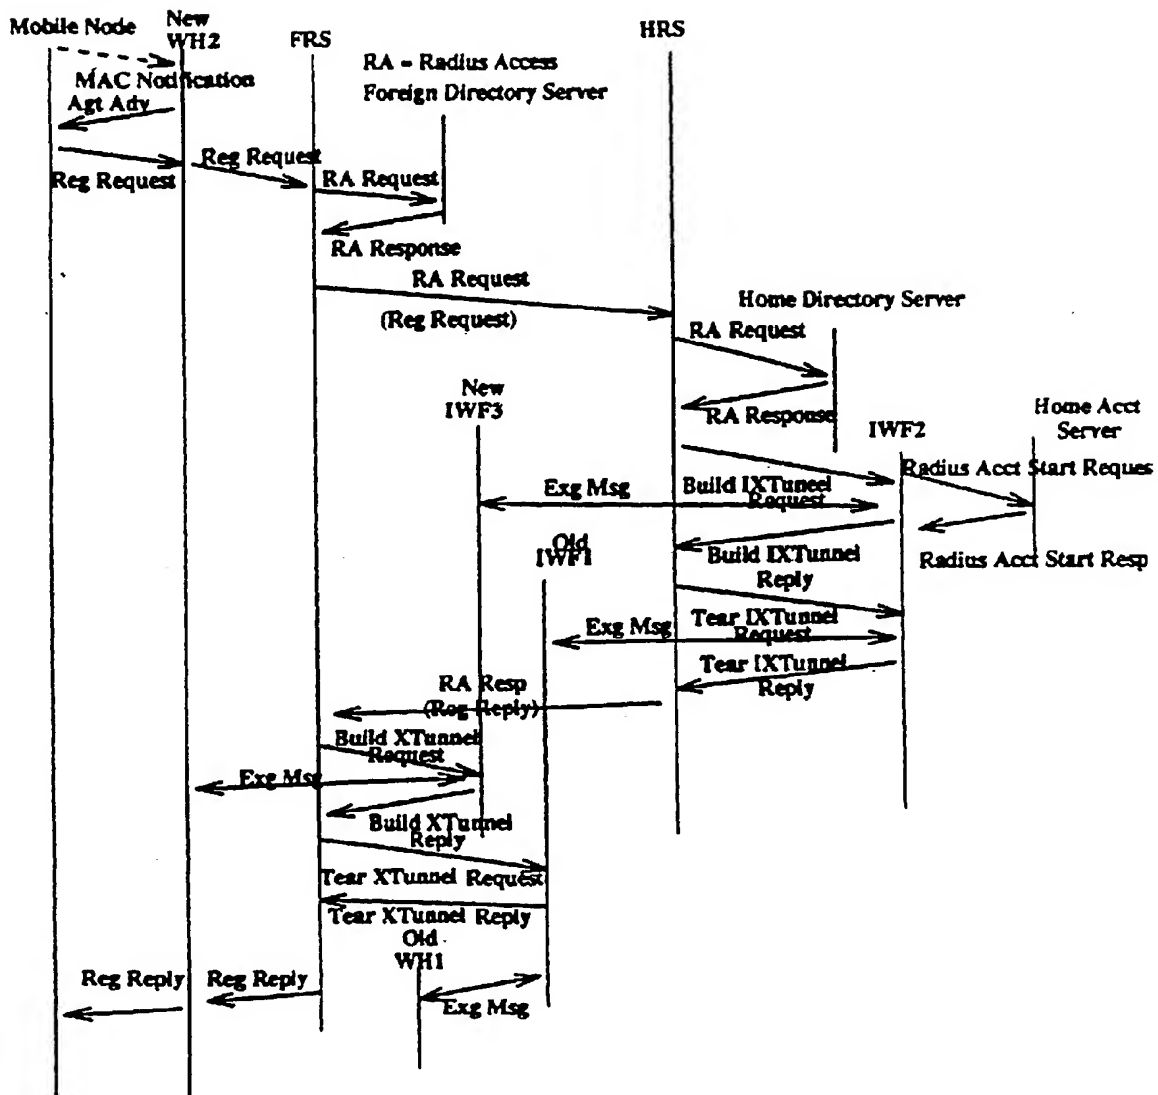 Mobile Node
New
WH2
FRS
HRS
RA = Radius Access
Foreign Directory Server
MAC Notification
Agt Adv
Reg Request
Reg Request
RA Request
RA Response
RA Request
(Reg Request)
Home Directory Server
RA Request
RA Response
New
IWF3
IWF2
Home Acct
Server
Radius Acct Start Reques
Exg Msg
Build IXTuneel
Request
Old
IWF1
Build IXTunnel
Reply
Radius Acct Start Resp
Exg Msg
Tear IXTunnel
Request
Tear IXTunnel
Reply
RA Resp
(Reg Reply)
Build XTunnel
Request
Exg Msg
Build XTunnel
Reply
Tear XTunnel Request
Tear XTunnel Reply
Old
WH1
Reg Reply
Reg Reply
Exg Msg